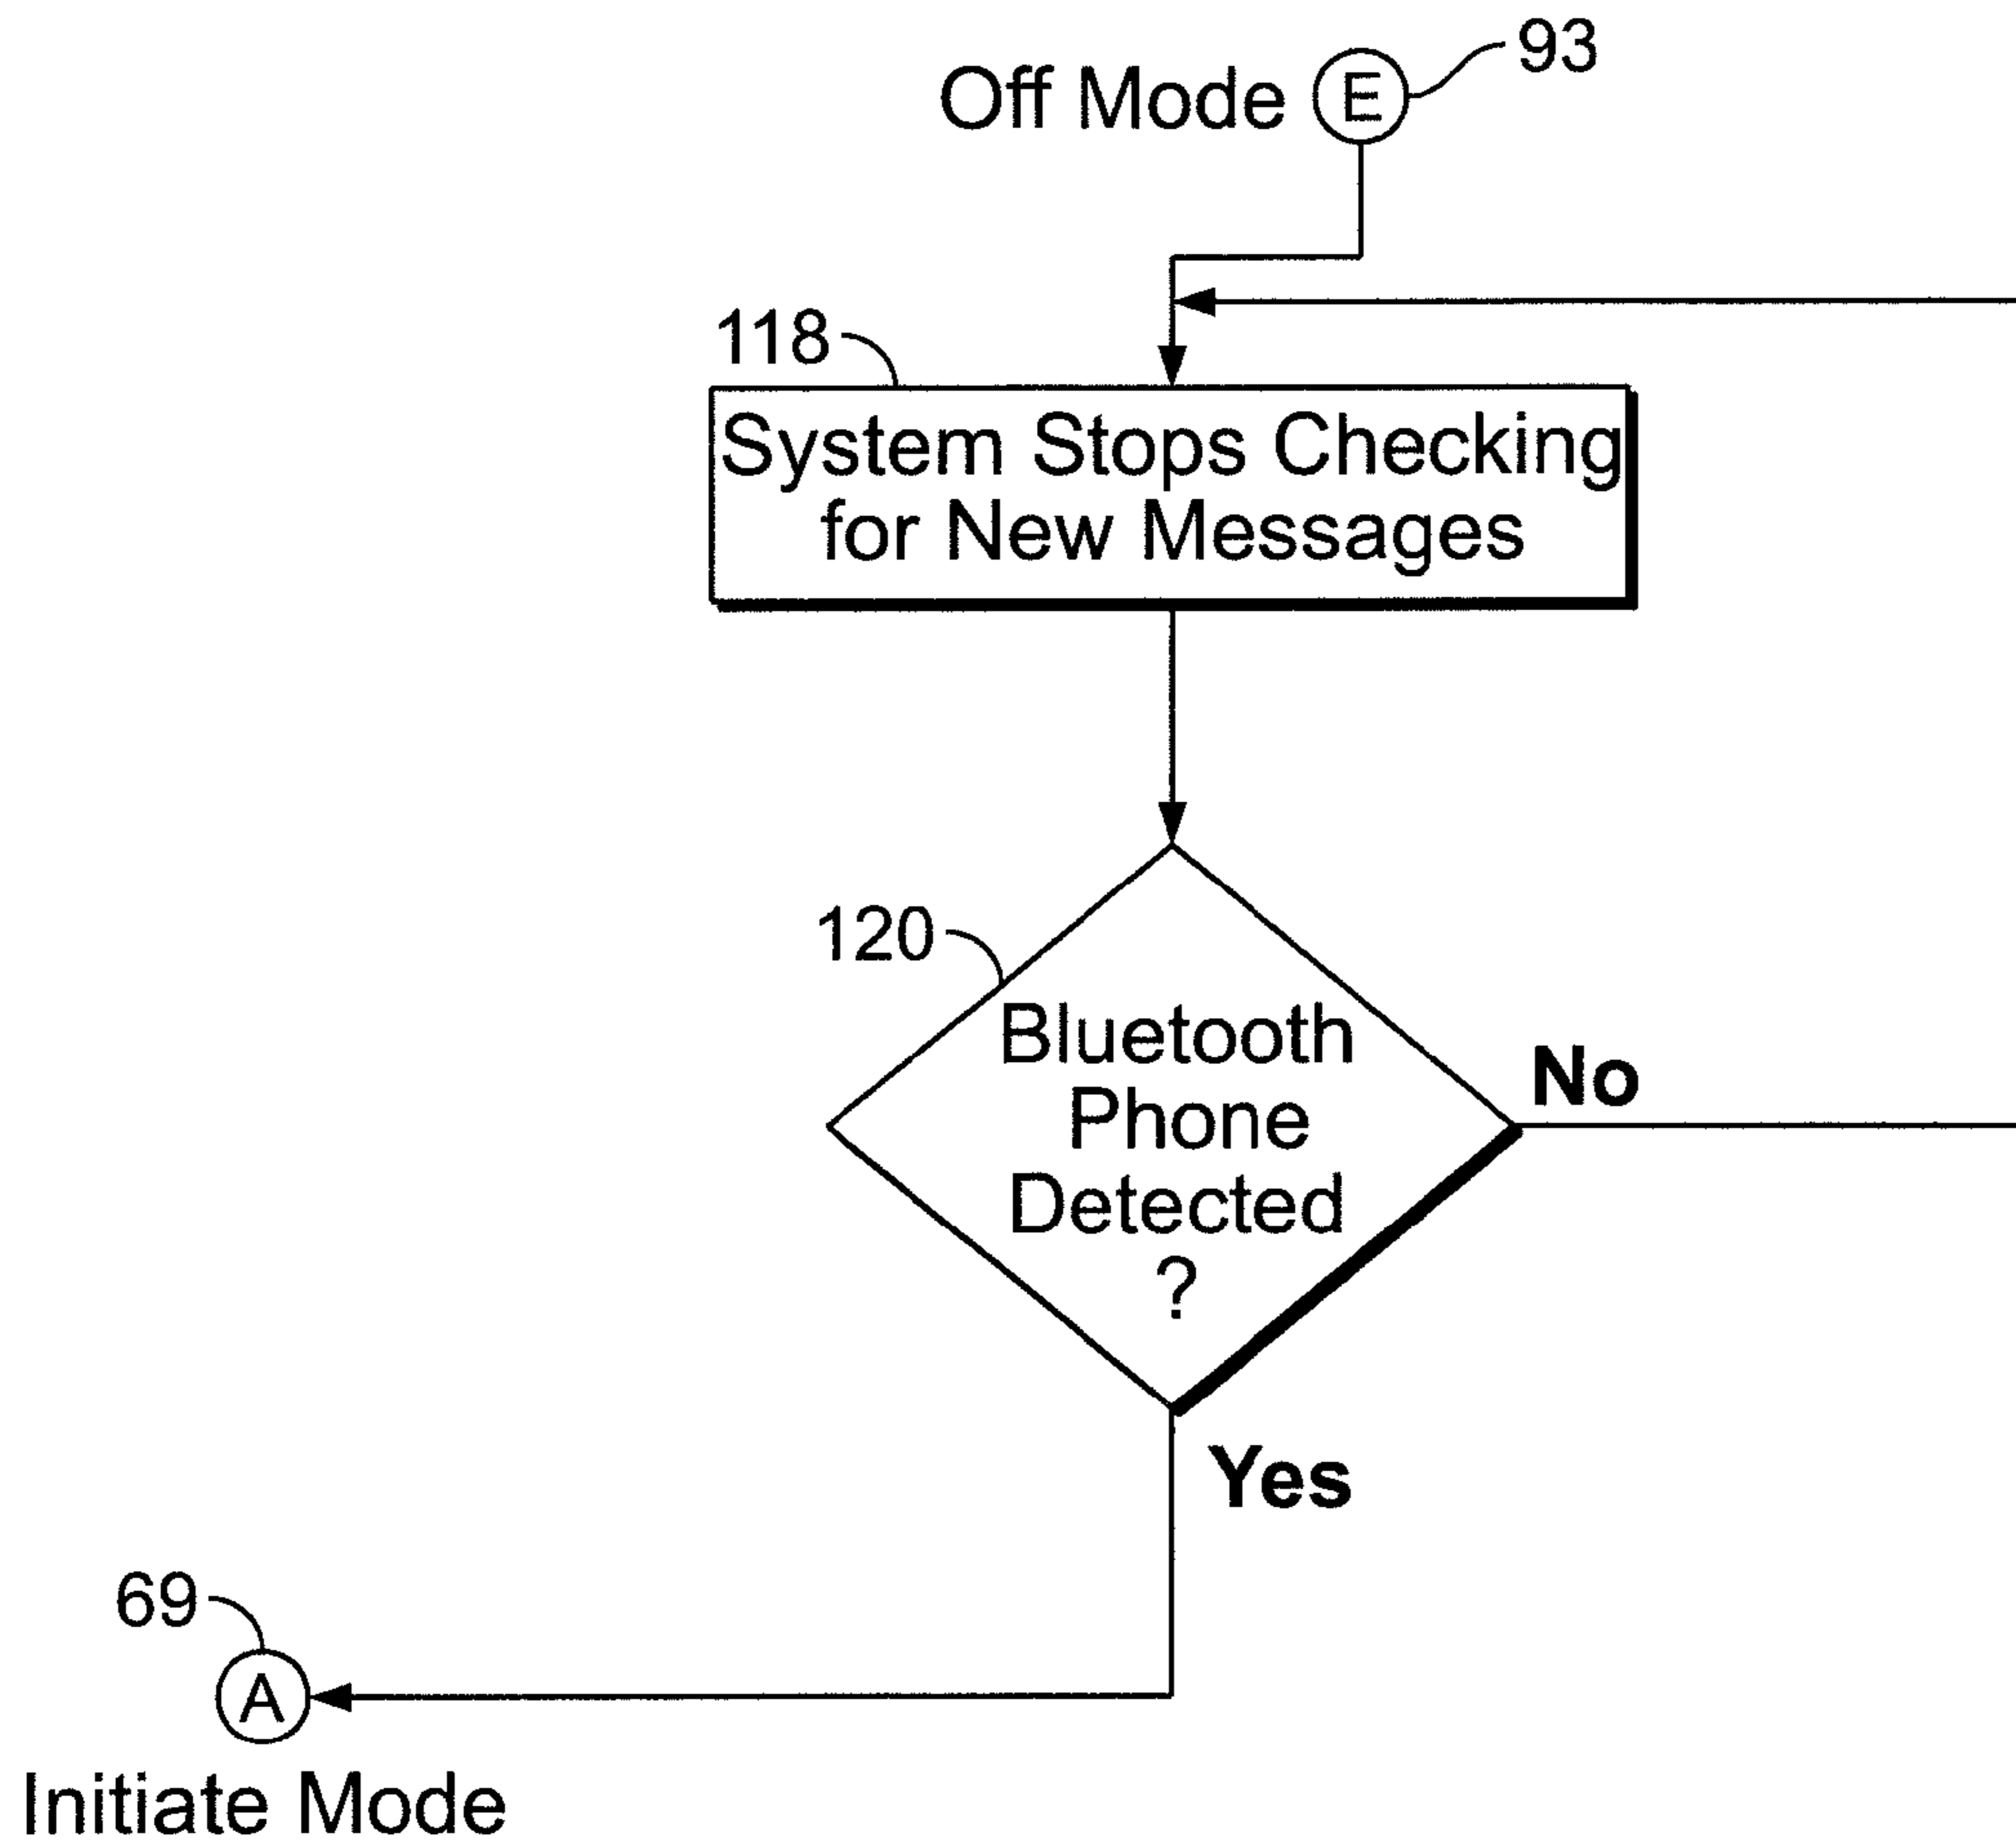 93
Off Mode E
118
System Stops Checking
for New Messages
120
Bluetooth
Phone
Detected
?
No
Yes
69
A
Initiate Mode